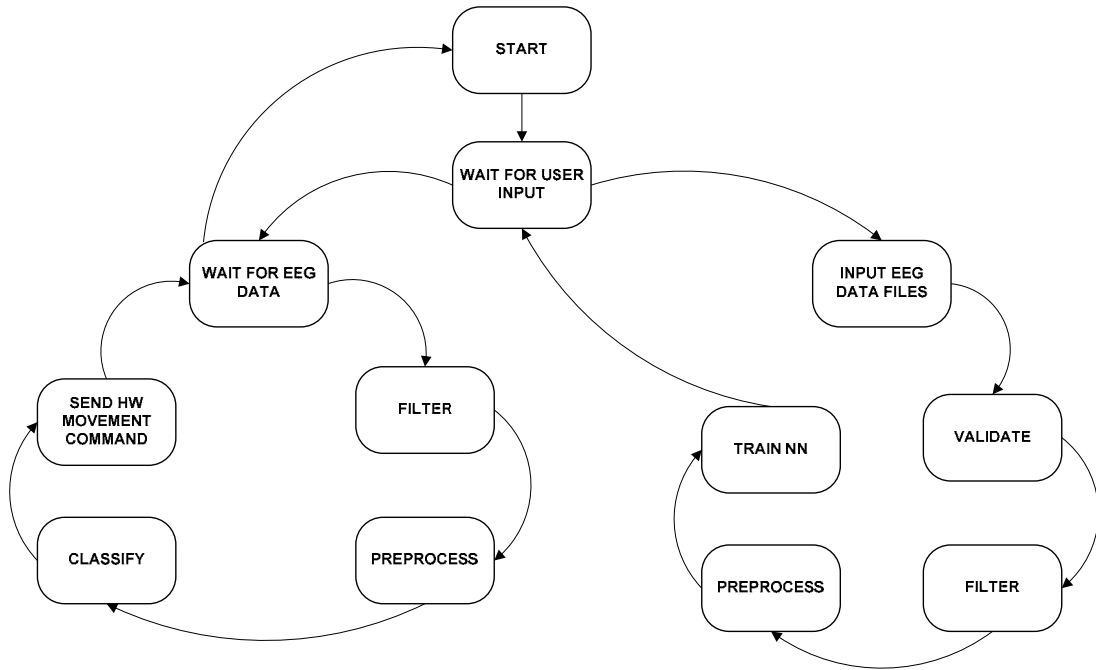 START
WAIT FOR USER
INPUT
WAIT FOR EEG
DATA
INPUT EEG
DATA FILES
SEND HW
MOVEMENT
COMMAND
FILTER
TRAIN NN
VALIDATE
CLASSIFY
PREPROCESS
PREPROCESS
FILTER